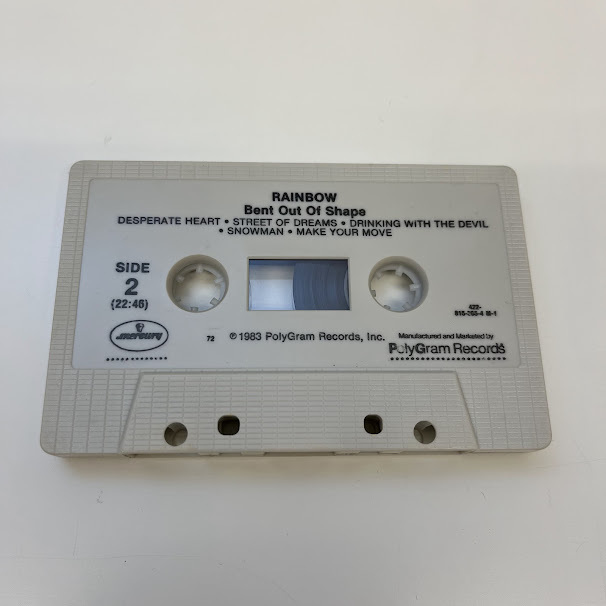 RAINBOW
Bent Out Of Shape
DESPERATE HEART • STREET OF DREAMS • DRINKING WITH THE DEVIL
• SNOWMAN • MAKE YOUR MOVE
SIDE
2
(22:46)
mercury
72
℗ 1983 PolyGram Records, Inc.
422-
Manufactured and Marketed by
PolyGram Records